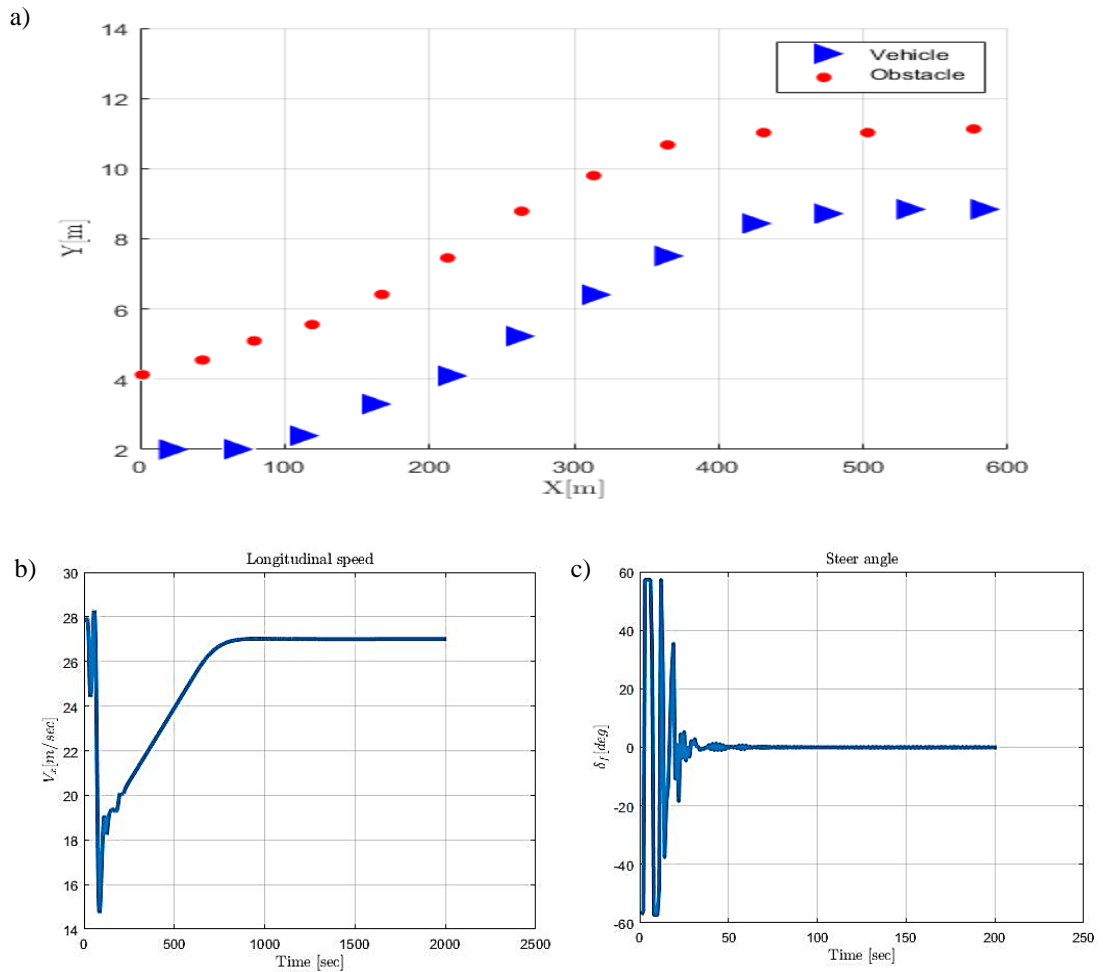 a)
14
12
10
8
6
4
2
Y[m]
Vehicle
Obstacle
0 100 200 300 400 500 600
X[m]
b)
Longitudinal speed
30
28
26
24
22
20
18
16
14
Vx[m/sec]
0 500 1000 1500 2000 2500
Time [sec]
c)
Steer angle
60
40
20
0
-20
-40
-60
δf[deg]
0 50 100 150 200 250
Time [sec]